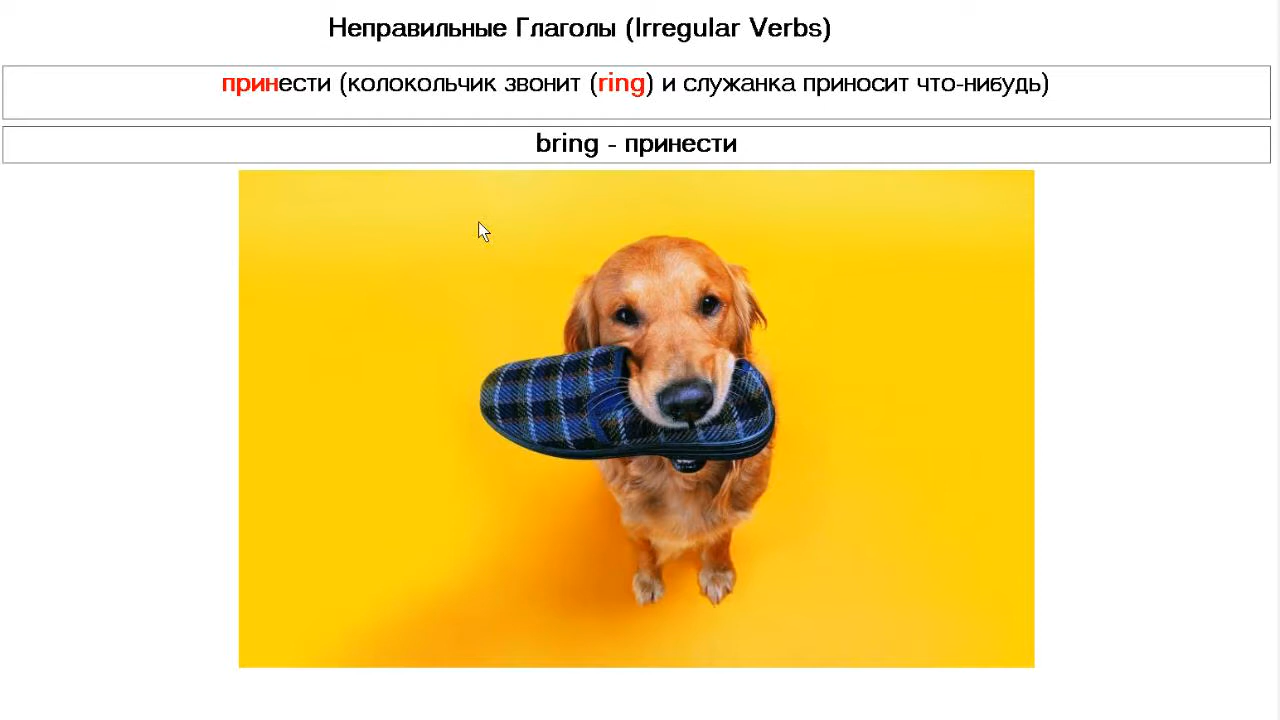 Неправильные Глаголы (Irregular Verbs)
принести (колокольчик звонит (ring) и служанка приносит что-нибудь)
bring - принести